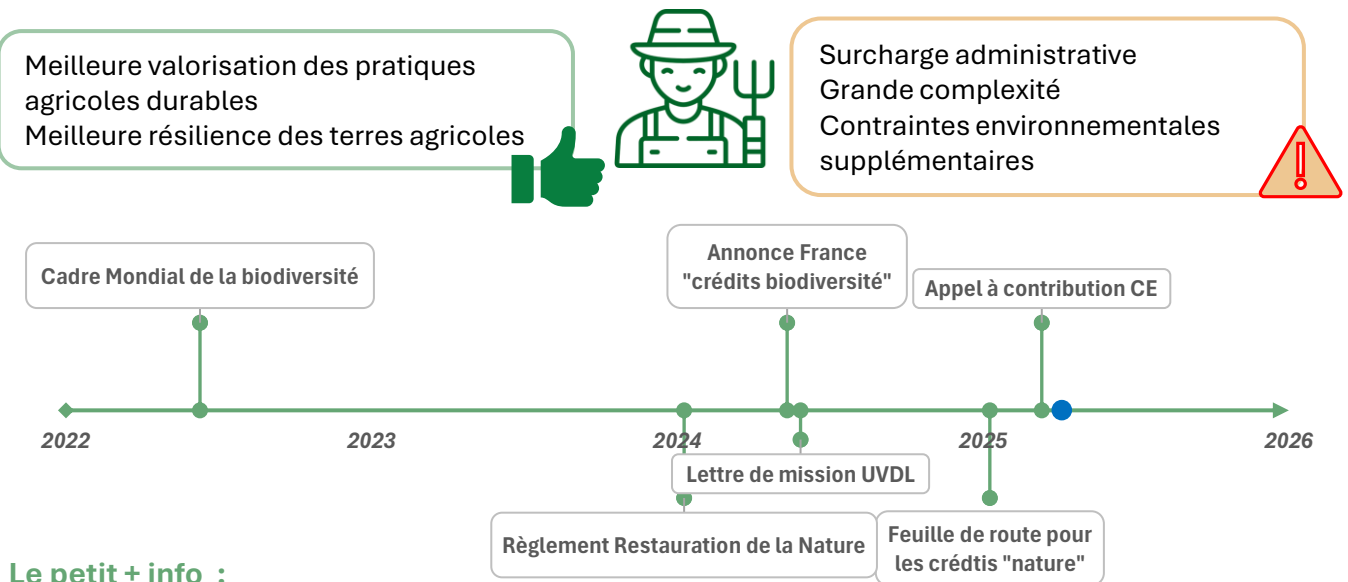 Meilleure valorisation des pratiques
agricoles durables
Meilleure résilience des terres agricoles
Surcharge administrative
Grande complexité
Contraintes environnementales
supplémentaires
Cadre Mondial de la biodiversité
Annonce France
"crédits biodiversité"
Appel à contribution CE
2022
2023
2024
2025
2026
Lettre de mission UVDL
Règlement Restauration de la Nature
Feuille de route pour
les crédtis "nature"
Le petit + info :